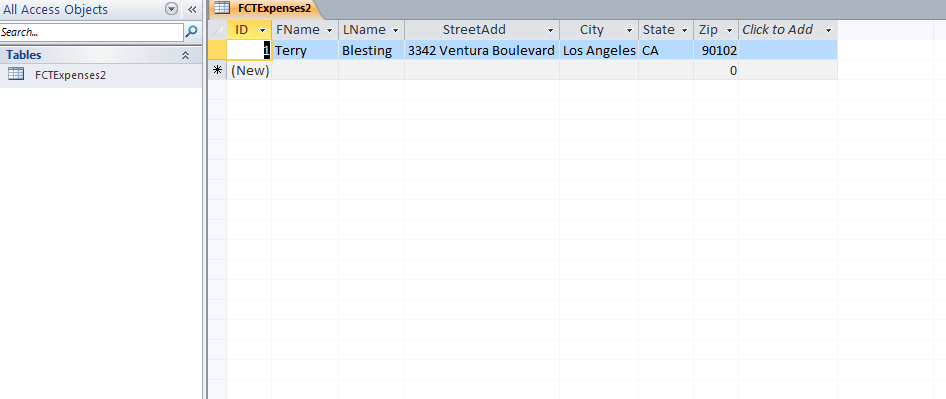 All Access Objects
Search...
Tables
FCTExpenses2
FCTExpenses2
ID FName LName StreetAdd City State Zip Click to Add
1 Terry Blesting 3342 Ventura Boulevard Los Angeles CA 90102
* (New) 0